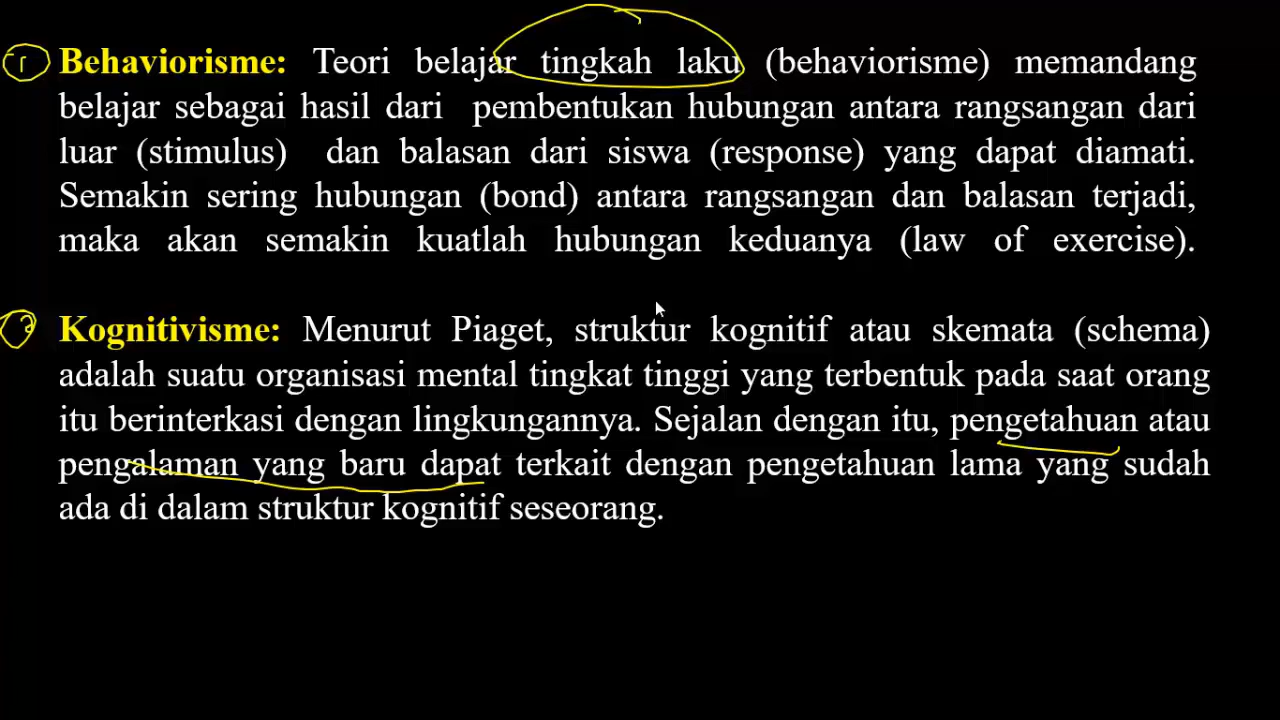 Behaviorisme: Teori belajar tingkah laku (behaviorisme) memandang
belajar sebagai hasil dari pembentukan hubungan antara rangsangan dari
luar (stimulus) dan balasan dari siswa (response) yang dapat diamati.
Semakin sering hubungan (bond) antara rangsangan dan balasan terjadi,
maka akan semakin kuatlah hubungan keduanya (law of exercise).
Kognitivisme: Menurut Piaget, struktur kognitif atau skemata (schema)
adalah suatu organisasi mental tingkat tinggi yang terbentuk pada saat orang
itu berinterkasi dengan lingkungannya. Sejalan dengan itu, pengetahuan atau
pengalaman yang baru dapat terkait dengan pengetahuan lama yang sudah
ada di dalam struktur kognitif seseorang.